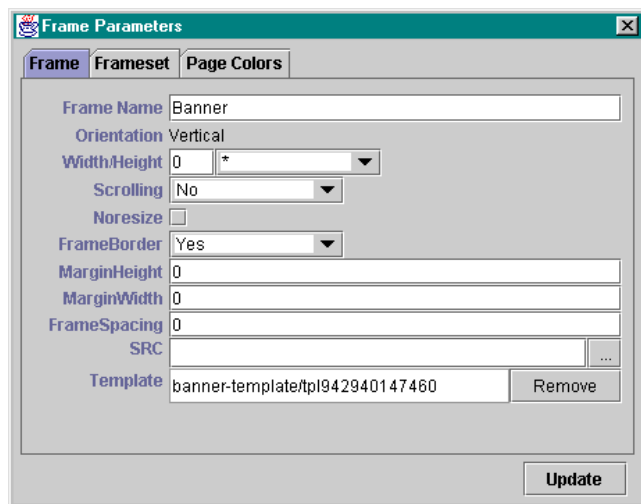 Frame Parameters
Frame Frameset Page Colors
Frame Name Banner
Orientation Vertical
Width/Height 0 *
Scrolling No
Noresize
FrameBorder Yes
MarginHeight 0
MarginWidth 0
FrameSpacing 0
SRC ...
Template banner-template/tpl942940147460 Remove
Update